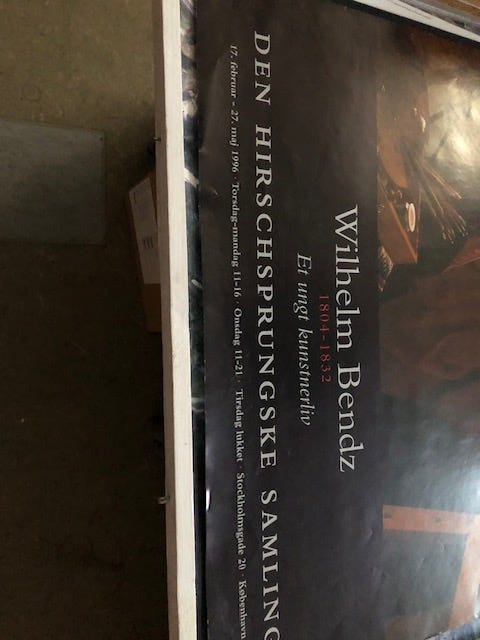 Wilhelm Bendz
1804-1832
Et ungt kunstnerliv
DEN HIRSCHSPRUNGSKE SAMLING
17. februar - 27. maj 1996 · Torsdag-mandag 11-16 · Onsdag 11-21 · Tirsdag lukket · Stockholmsgade 20 · København